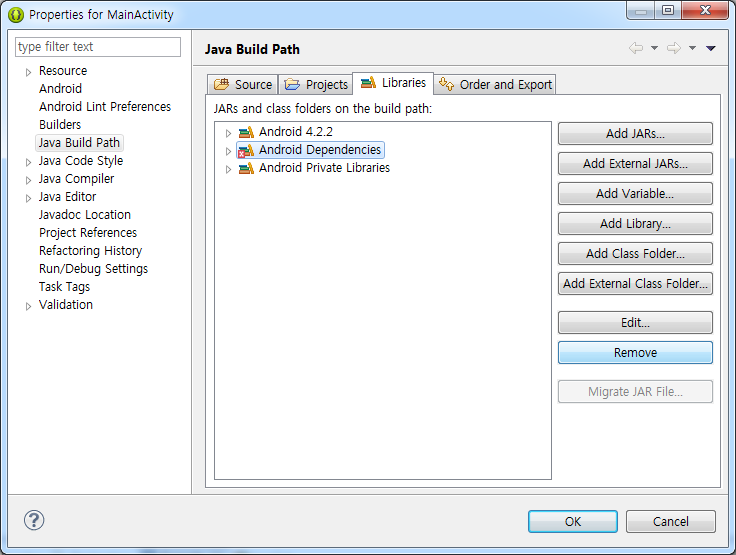 Properties for MainActivity
type filter text
Resource
Android
Android Lint Preferences
Builders
Java Build Path
Java Code Style
Java Compiler
Java Editor
Javadoc Location
Project References
Refactoring History
Run/Debug Settings
Task Tags
Validation
Java Build Path
Source Projects Libraries Order and Export
JARs and class folders on the build path:
Android 4.2.2
Android Dependencies
Android Private Libraries
Add JARs...
Add External JARs...
Add Variable...
Add Library...
Add Class Folder...
Add External Class Folder...
Edit...
Remove
Migrate JAR File...
?
OK Cancel